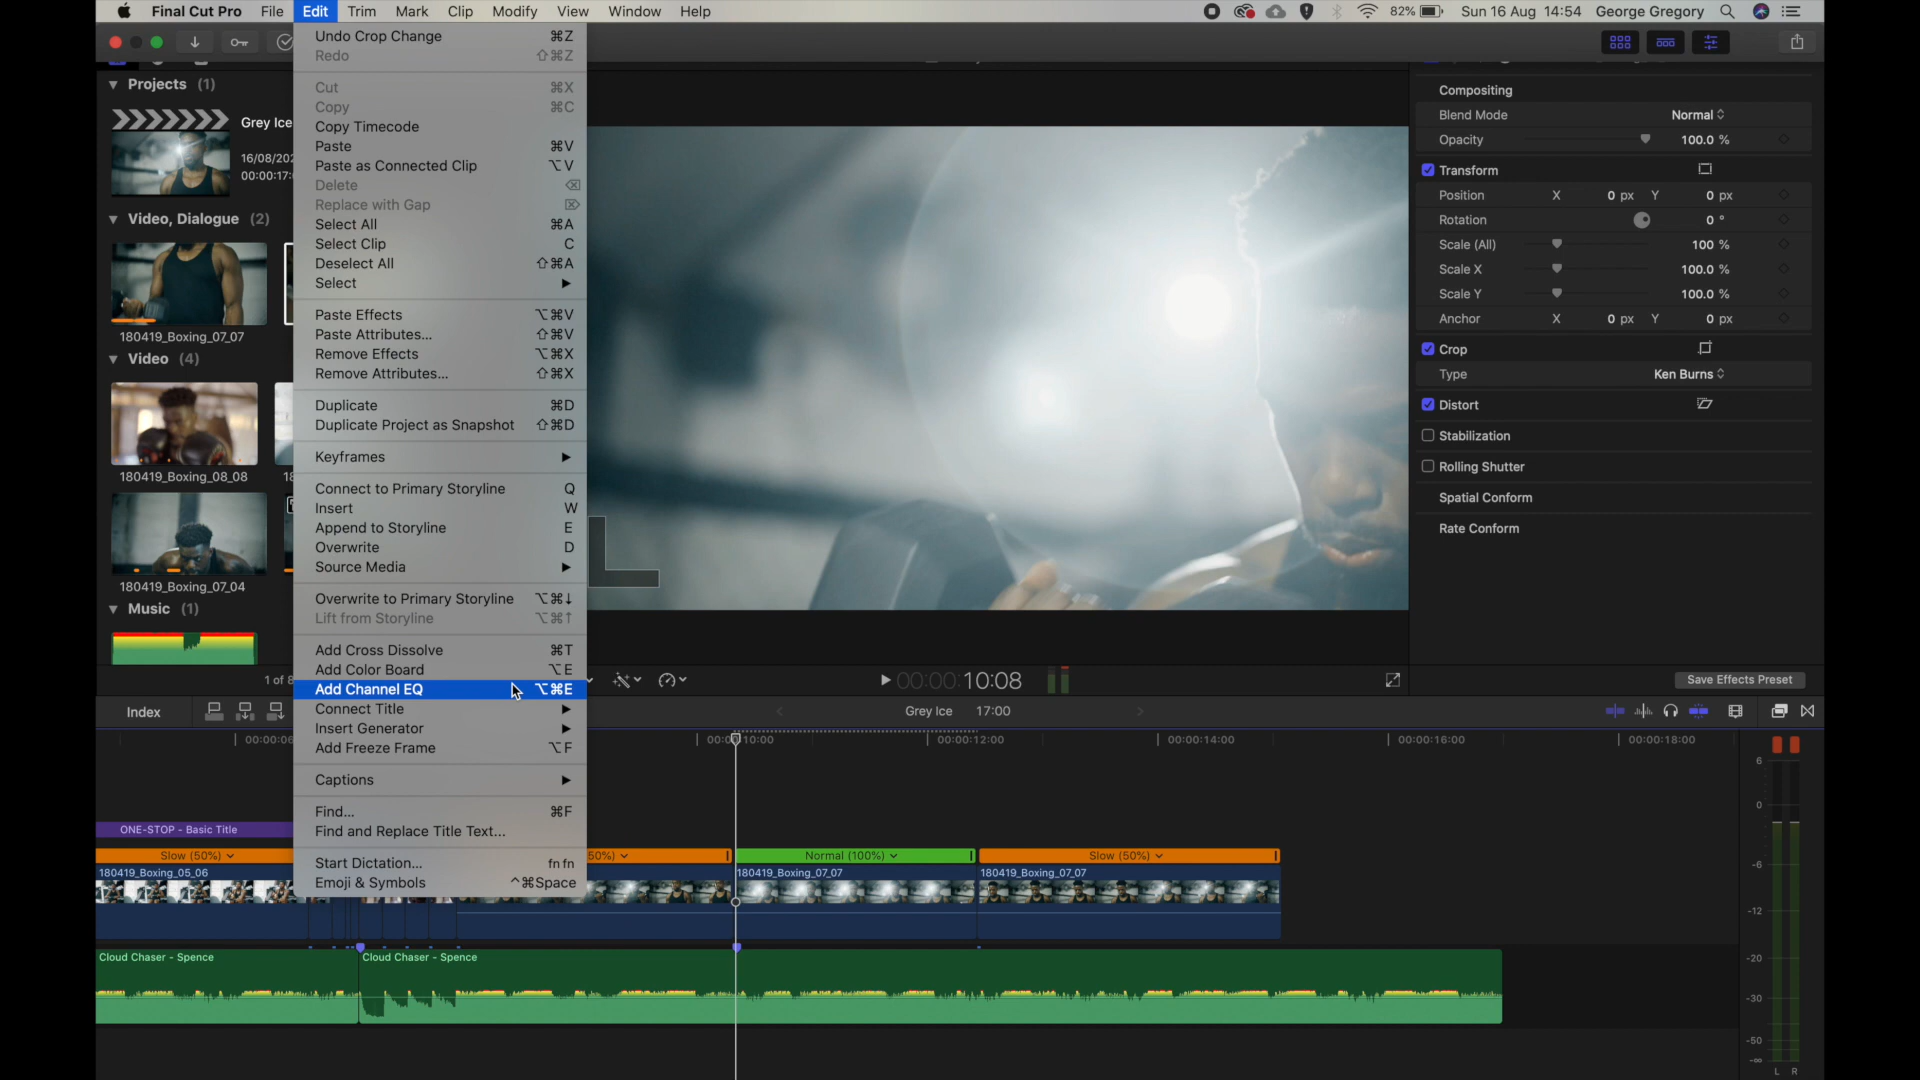 Final Cut Pro File Edit Trim Mark Clip Modify View Window Help
82% Sun 16 Aug 14:54 George Gregory
Projects (1)
Grey Ice
16/08/202
00:00:17:
Video, Dialogue (2)
180419_Boxing_07_07
Video (4)
180419_Boxing_08_08
18
180419_Boxing_07_04
Music (1)
1 of 8
Undo Crop Change ⌘Z
Redo ⇧⌘Z
Cut ⌘X
Copy ⌘C
Copy Timecode
Paste ⌘V
Paste as Connected Clip ⌥V
Delete ⌫
Replace with Gap ⌦
Select All ⌘A
Select Clip C
Deselect All ⇧⌘A
Select
Paste Effects ⌥⌘V
Paste Attributes... ⇧⌘V
Remove Effects ⌥⌘X
Remove Attributes... ⇧⌘X
Duplicate ⌘D
Duplicate Project as Snapshot ⇧⌘D
Keyframes
Connect to Primary Storyline Q
Insert W
Append to Storyline E
Overwrite D
Source Media
Overwrite to Primary Storyline ⌥⌘↓
Lift from Storyline ⌥⌘↑
Add Cross Dissolve ⌘T
Add Color Board ⌥E
Add Channel EQ ⌥⌘E
Connect Title
Insert Generator
Add Freeze Frame ⌥F
Captions
Find... ⌘F
Find and Replace Title Text...
Start Dictation... fn fn
Emoji & Symbols ^⌘Space
L
00:00:00:10:08
Compositing
Blend Mode Normal
Opacity 100.0 %
Transform
Position X 0 px Y 0 px
Rotation 0 °
Scale (All) 100 %
Scale X 100.0 %
Scale Y 100.0 %
Anchor X 0 px Y 0 px
Crop
Type Ken Burns
Distort
Stabilization
Rolling Shutter
Spatial Conform
Rate Conform
Save Effects Preset
Index
Grey Ice 17:00
00:00:06
10:00
00:00:12:00
00:00:14:00
00:00:16:00
00:00:18:00
ONE-STOP - Basic Title
Slow (50%)
50%)
Normal (100%)
Slow (50%)
180419_Boxing_05_06
180419_Boxing_07_07
180419_Boxing_07_07
Cloud Chaser - Spence
Cloud Chaser - Spence
6
0
-6
-12
-20
-30
-50
-∞
L R